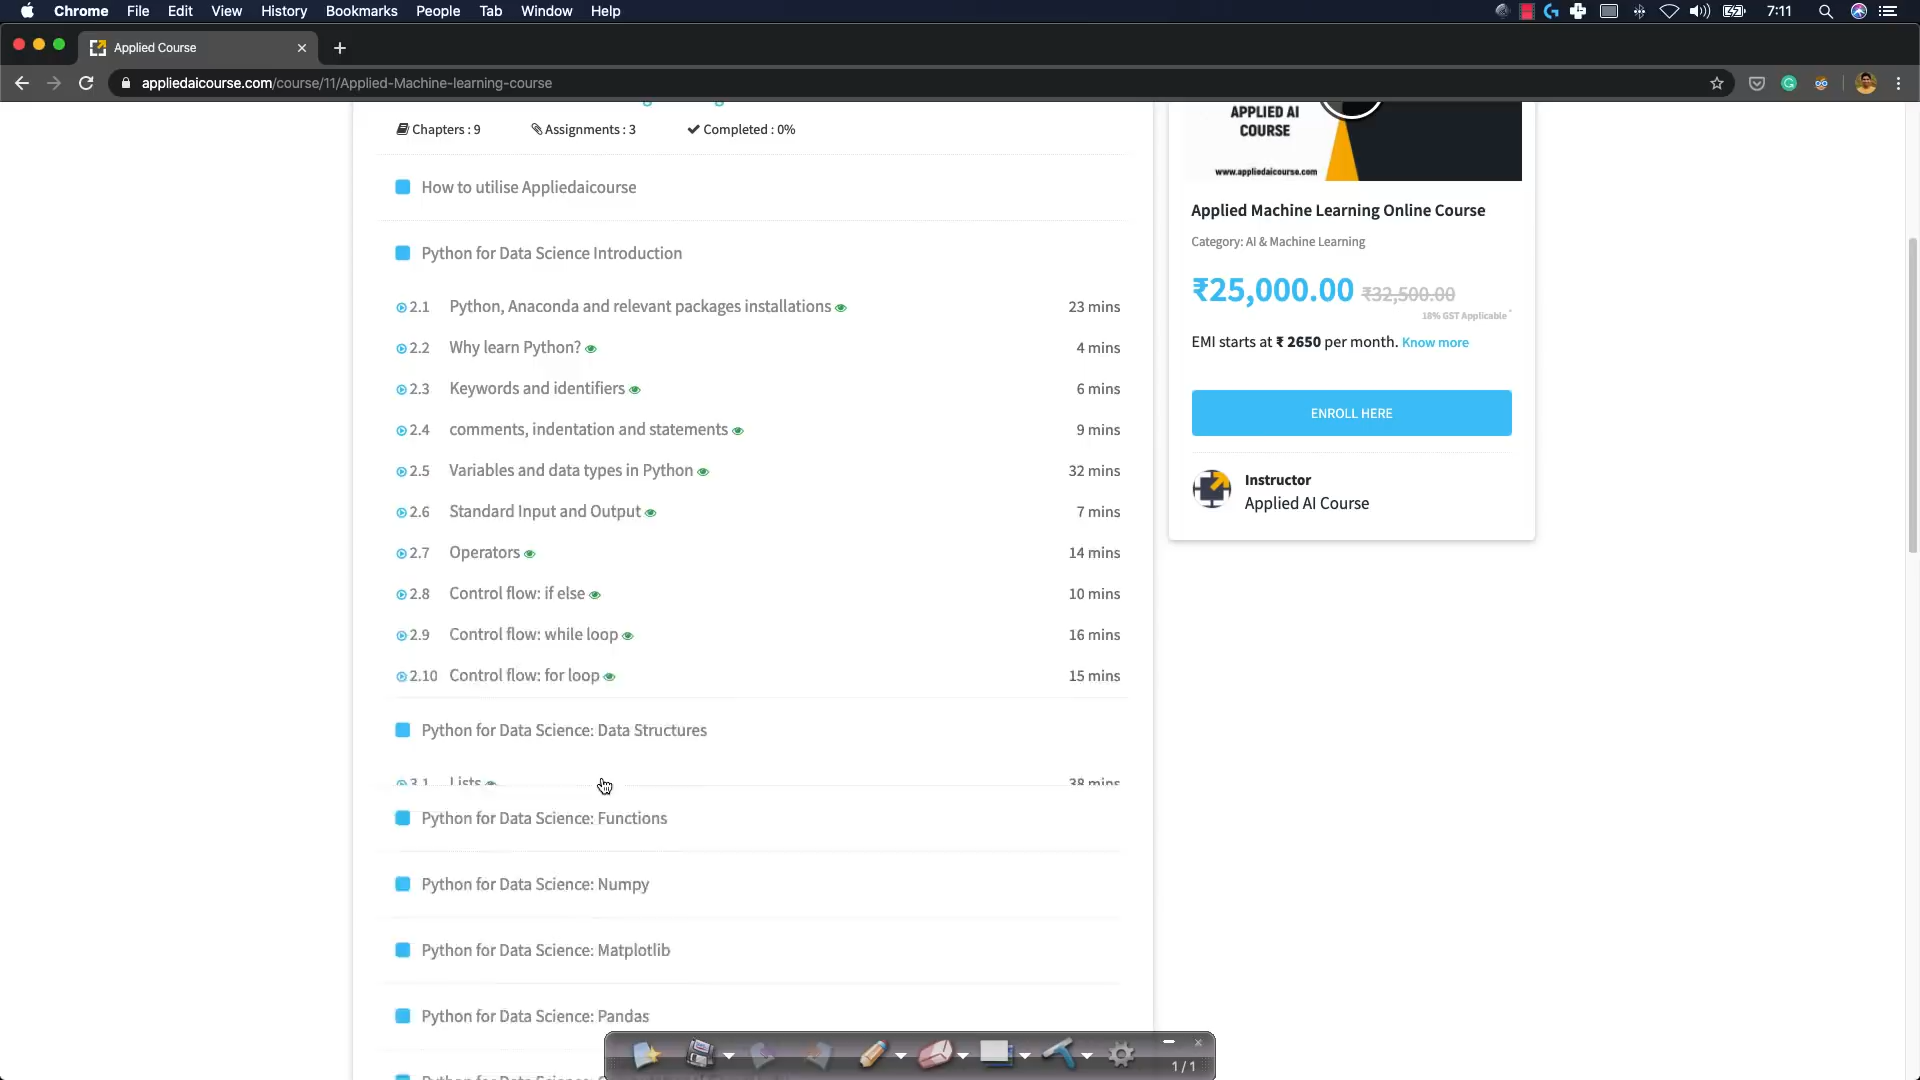 Chrome File Edit View History Bookmarks People Tab Window Help 7:11
Applied Course
appliedaicourse.com/course/11/Applied-Machine-learning-course
Chapters : 9 Assignments : 3 Completed : 0%
How to utilise Appliedaicourse
Python for Data Science Introduction
2.1 Python, Anaconda and relevant packages installations 23 mins
2.2 Why learn Python? 4 mins
2.3 Keywords and identifiers 6 mins
2.4 comments, indentation and statements 9 mins
2.5 Variables and data types in Python 32 mins
2.6 Standard Input and Output 7 mins
2.7 Operators 14 mins
2.8 Control flow: if else 10 mins
2.9 Control flow: while loop 16 mins
2.10 Control flow: for loop 15 mins
Python for Data Science: Data Structures
3.1 Lists 38 mins
Python for Data Science: Functions
Python for Data Science: Numpy
Python for Data Science: Matplotlib
Python for Data Science: Pandas
APPLIED AI
COURSE
www.appliedaicourse.com
Applied Machine Learning Online Course
Category: AI & Machine Learning
₹25,000.00 ₹32,500.00
18% GST Applicable *
EMI starts at ₹ 2650 per month. Know more
ENROLL HERE
Instructor
Applied AI Course
1/1